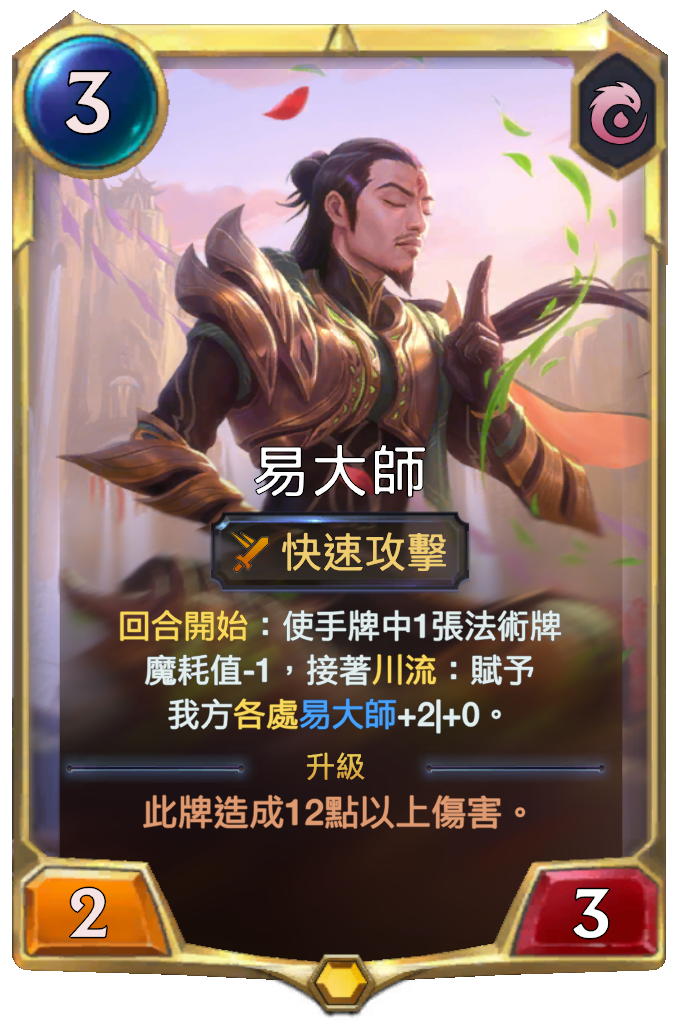 3
易大師
快速攻擊
回合開始：使手牌中1張法術牌
魔耗值-1，接著川流：賦予
我方各處易大師+2|+0。
升級
此牌造成12點以上傷害。
2
3